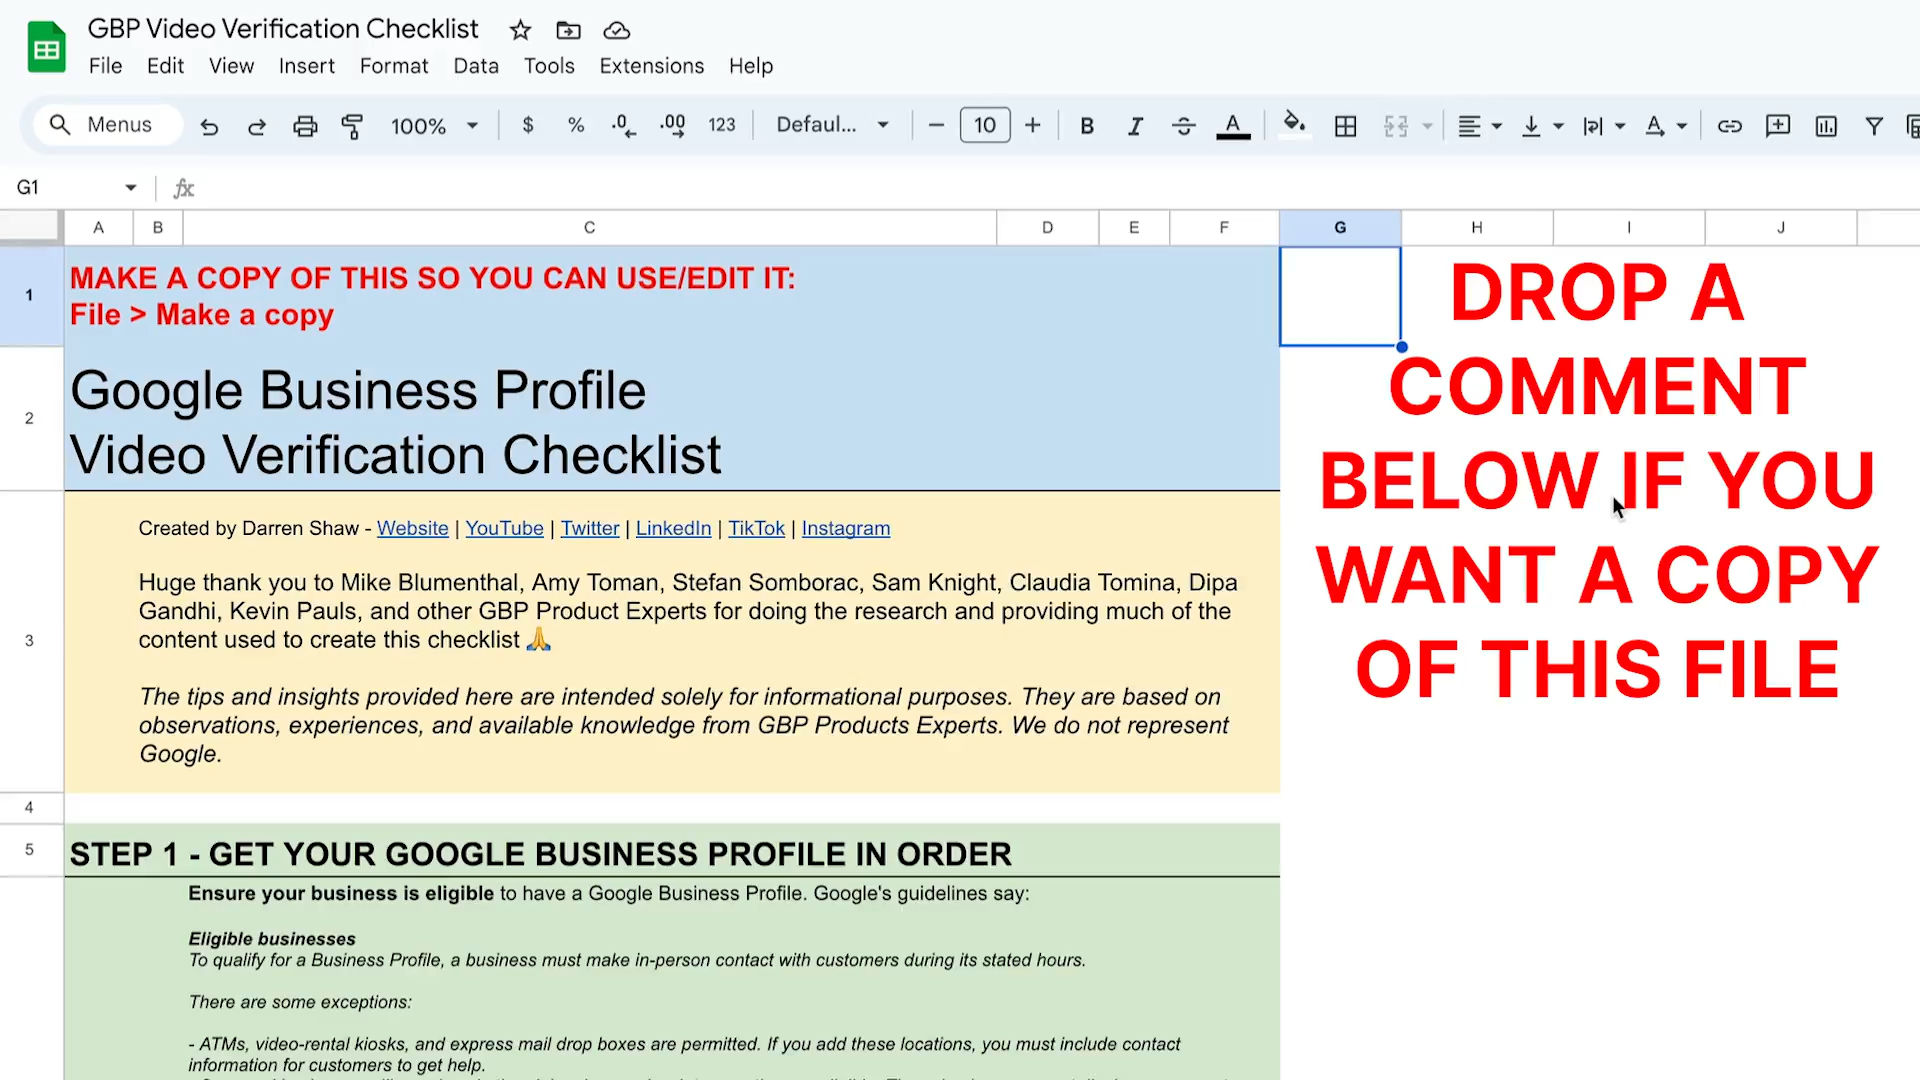 GBP Video Verification Checklist
File Edit View Insert Format Data Tools Extensions Help
Menus 100% $ % .0 .00 123 Defaul... 10 B I A
G1 fx
A B C D E F G H I J
1
MAKE A COPY OF THIS SO YOU CAN USE/EDIT IT:
File > Make a copy
2
Google Business Profile
Video Verification Checklist
3
Created by Darren Shaw - Website | YouTube | Twitter | LinkedIn | TikTok | Instagram
Huge thank you to Mike Blumenthal, Amy Toman, Stefan Somborac, Sam Knight, Claudia Tomina, Dipa
Gandhi, Kevin Pauls, and other GBP Product Experts for doing the research and providing much of the
content used to create this checklist 🙏
The tips and insights provided here are intended solely for informational purposes. They are based on
observations, experiences, and available knowledge from GBP Products Experts. We do not represent
Google.
4
5
STEP 1 - GET YOUR GOOGLE BUSINESS PROFILE IN ORDER
Ensure your business is eligible to have a Google Business Profile. Google's guidelines say:
Eligible businesses
To qualify for a Business Profile, a business must make in-person contact with customers during its stated hours.
There are some exceptions:
- ATMs, video-rental kiosks, and express mail drop boxes are permitted. If you add these locations, you must include contact
information for customers to get help.
DROP A
COMMENT
BELOW IF YOU
WANT A COPY
OF THIS FILE